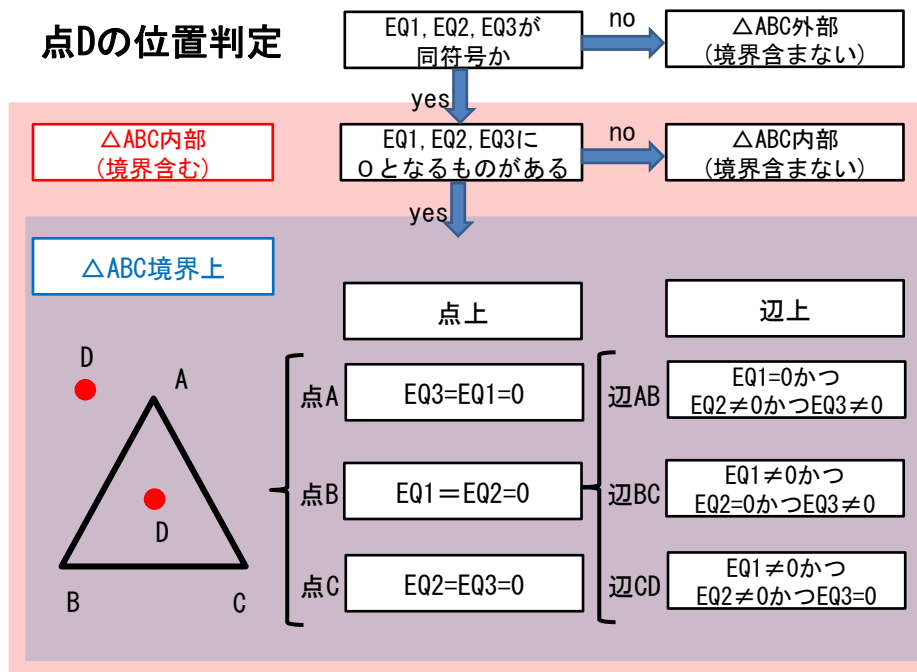 点Dの位置判定
EQ1, EQ2, EQ3が
同符号か
no
△ABC外部
(境界含まない)
yes
△ABC内部
(境界含む)
EQ1, EQ2, EQ3に
0となるものがある
no
△ABC内部
(境界含まない)
yes
△ABC境界上
点上
辺上
D
A
D
B
C
点A
EQ3=EQ1=0
点B
EQ1＝EQ2=0
点C
EQ2=EQ3=0
辺AB
EQ1=0かつ
EQ2≠0かつEQ3≠0
辺BC
EQ1≠0かつ
EQ2=0かつEQ3≠0
辺CD
EQ1≠0かつ
EQ2≠0かつEQ3=0